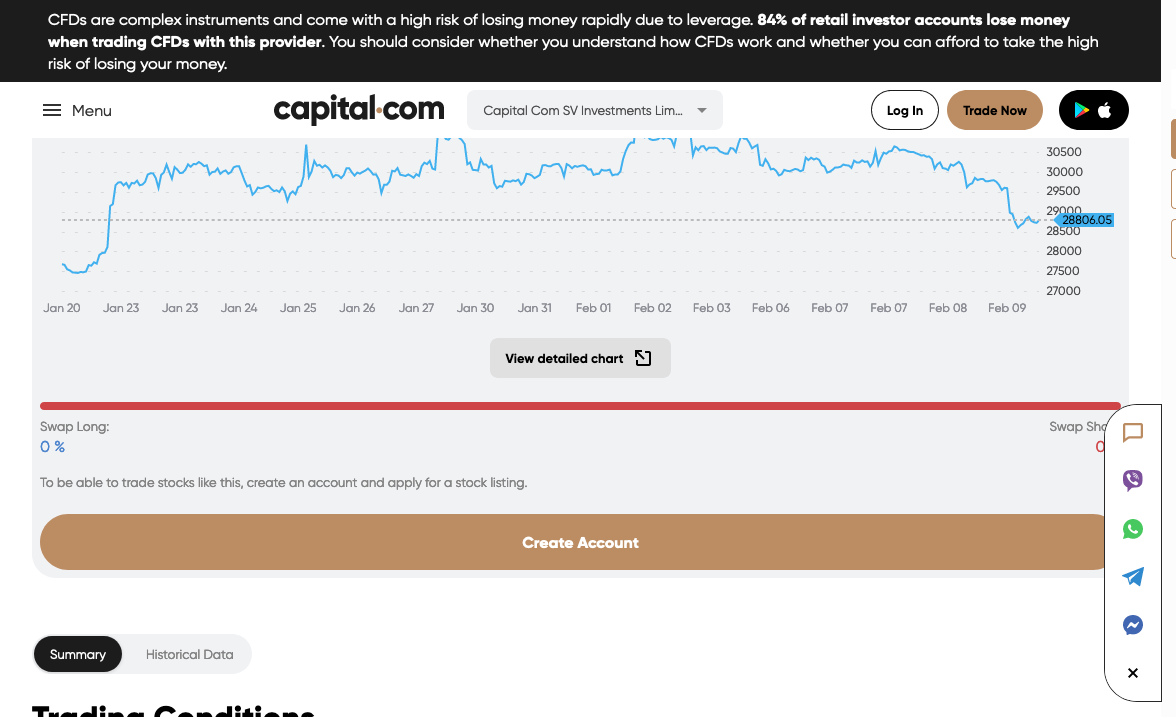 CFDs are complex instruments and come with a high risk of losing money rapidly due to leverage. 84% of retail investor accounts lose money
when trading CFDs with this provider. You should consider whether you understand how CFDs work and whether you can afford to take the high
risk of losing your money.
Menu
capital.com
Capital Com SV Investments Lim...
Log In
Trade Now
30500
30000
29500
29000
28806.05
28500
28000
27500
27000
Jan 20 Jan 23 Jan 23 Jan 24 Jan 25 Jan 26 Jan 27 Jan 30 Jan 31 Feb 01 Feb 02 Feb 03 Feb 06 Feb 07 Feb 07 Feb 08 Feb 09
View detailed chart
Swap Long:
Swap Sho
0 %
0
To be able to trade stocks like this, create an account and apply for a stock listing.
Create Account
Summary
Historical Data
Trading Conditions